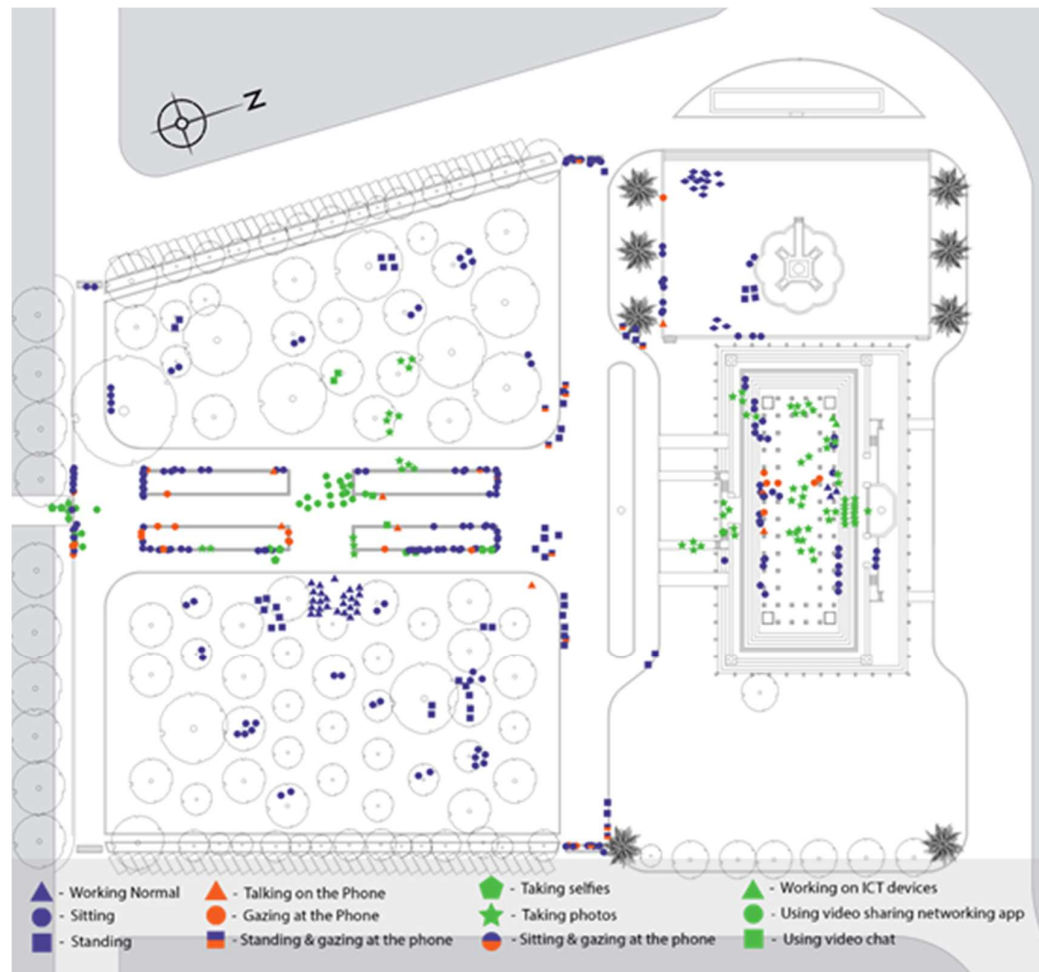 N
- Working Normal - Talking on the Phone - Taking selfies - Working on ICT devices
- Sitting - Gazing at the Phone - Taking photos - Using video sharing networking app
- Standing - Standing & gazing at the phone - Sitting & gazing at the phone - Using video chat